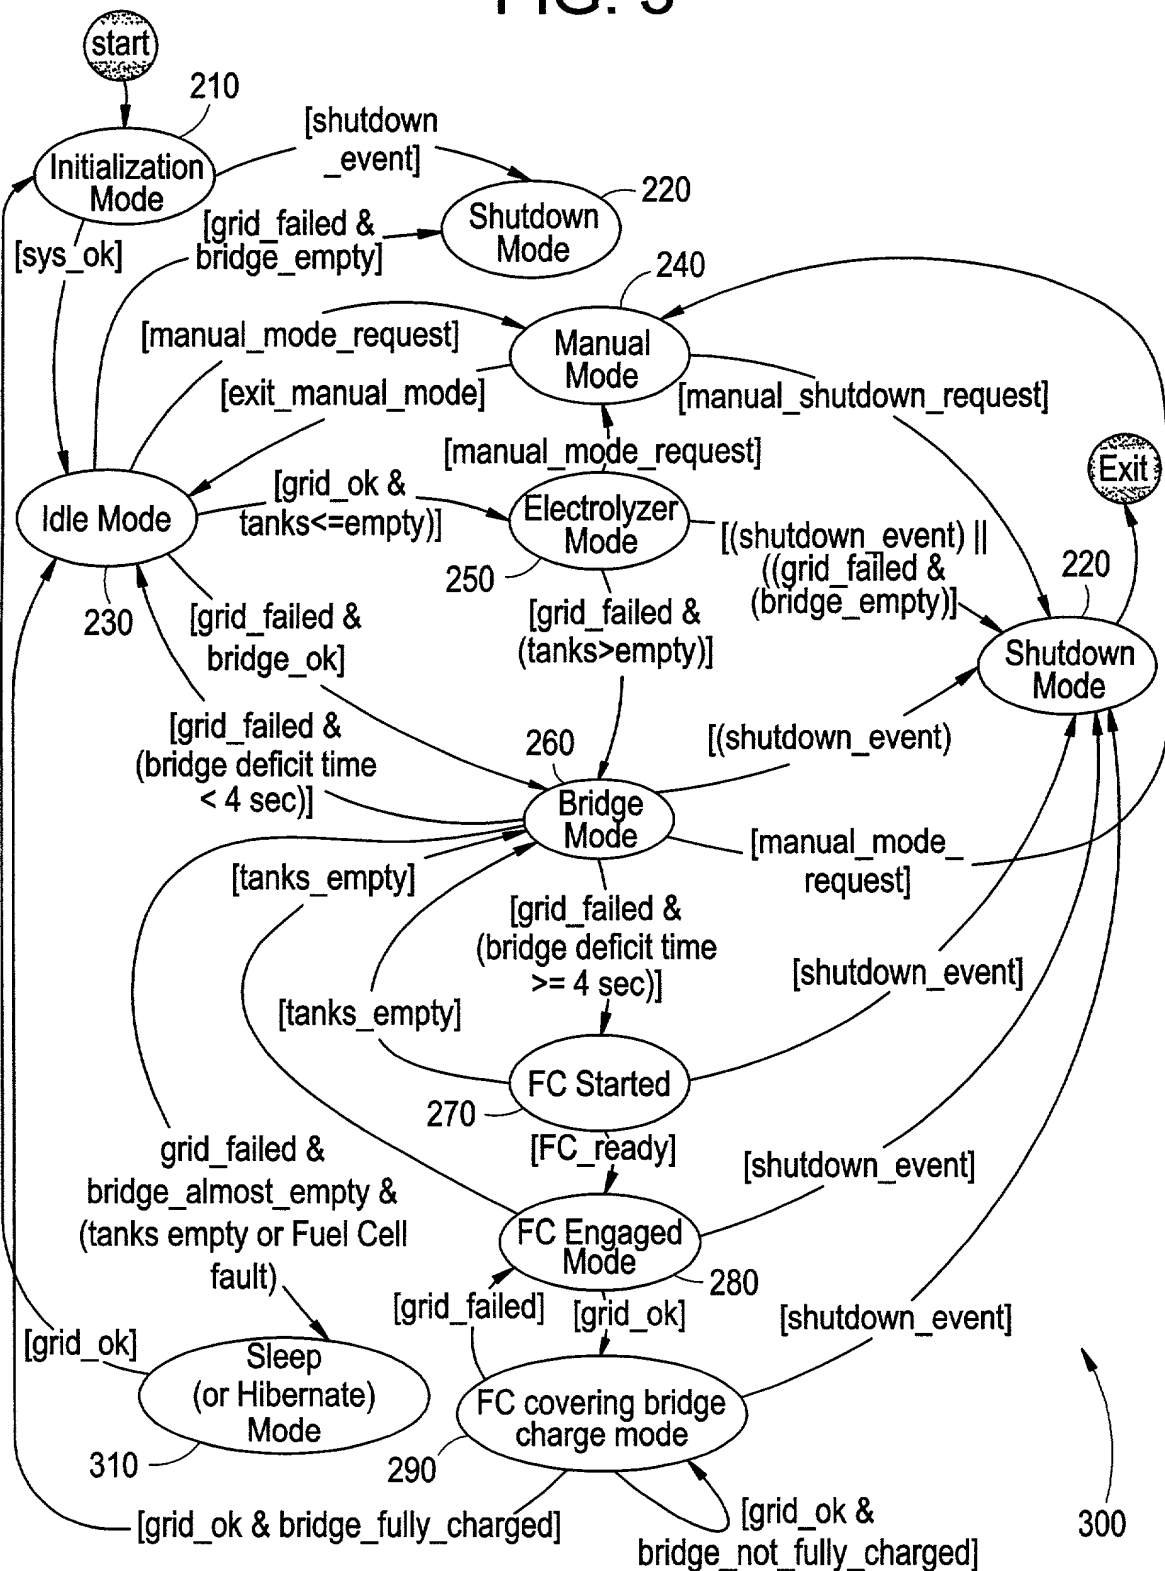 FIG. 3
start
210
[shutdown
_event]
Initialization
Mode
220
Shutdown
Mode
[sys_ok]
[grid_failed &
bridge_empty]
240
[manual_mode_request]
Manual
Mode
[exit_manual_mode]
[manual_shutdown_request]
[manual_mode_request]
Exit
[grid_ok &
tanks<=empty)]
Idle Mode
Electrolyzer
Mode
[(shutdown_event) ||
((grid_failed &
(bridge_empty)]
220
250
230
[grid_failed &
bridge_ok]
[grid_failed &
(tanks>empty)]
Shutdown
Mode
[grid_failed &
(bridge deficit time
< 4 sec)]
260
[(shutdown_event)
Bridge
Mode
[manual_mode_
request]
[tanks_empty]
[grid_failed &
(bridge deficit time
>= 4 sec)]
[shutdown_event]
[tanks_empty]
FC Started
270
[FC_ready]
grid_failed &
bridge_almost_empty &
(tanks empty or Fuel Cell
fault)
[shutdown_event]
FC Engaged
Mode
280
[grid_failed]
[grid_ok]
[shutdown_event]
[grid_ok]
Sleep
(or Hibernate)
Mode
310
FC covering bridge
charge mode
290
[grid_ok & bridge_fully_charged]
[grid_ok &
bridge_not_fully_charged]
300